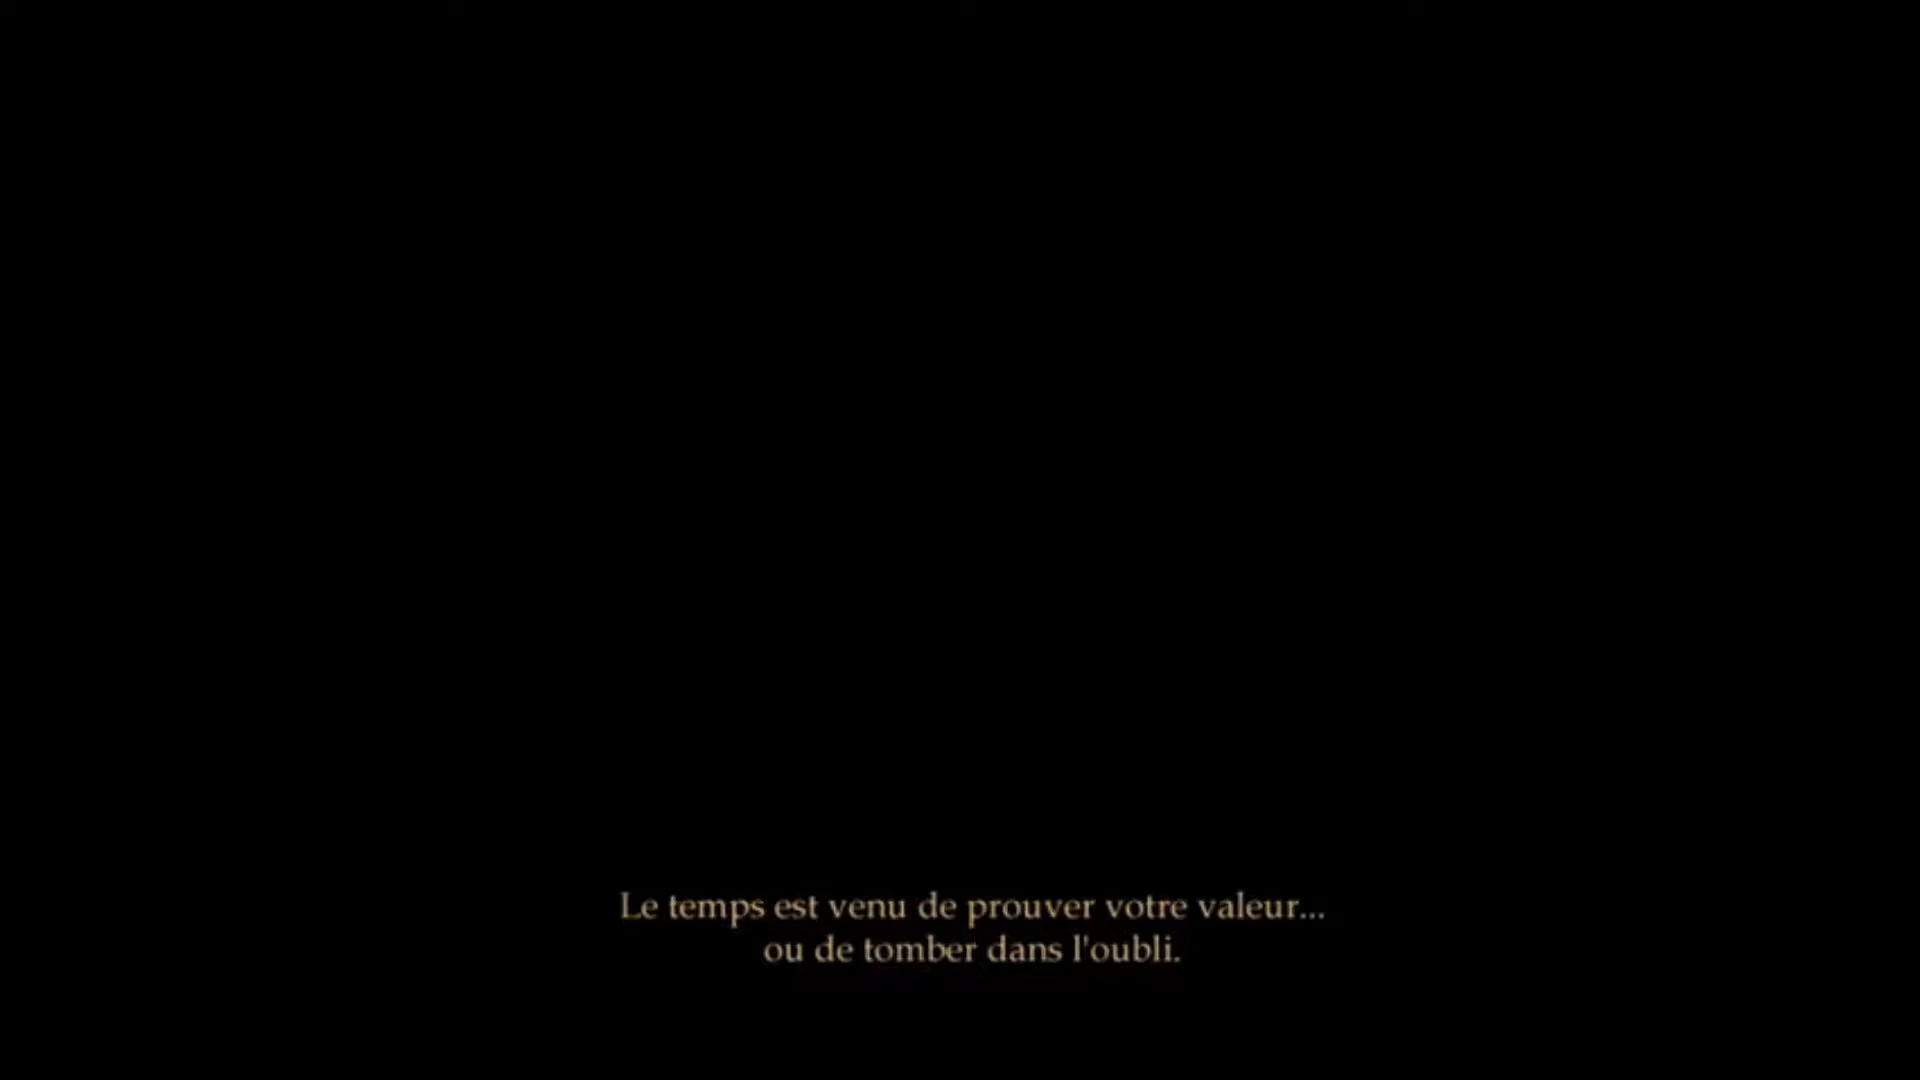 Le temps est venu de prouver votre valeur...
ou de tomber dans l'oubli.